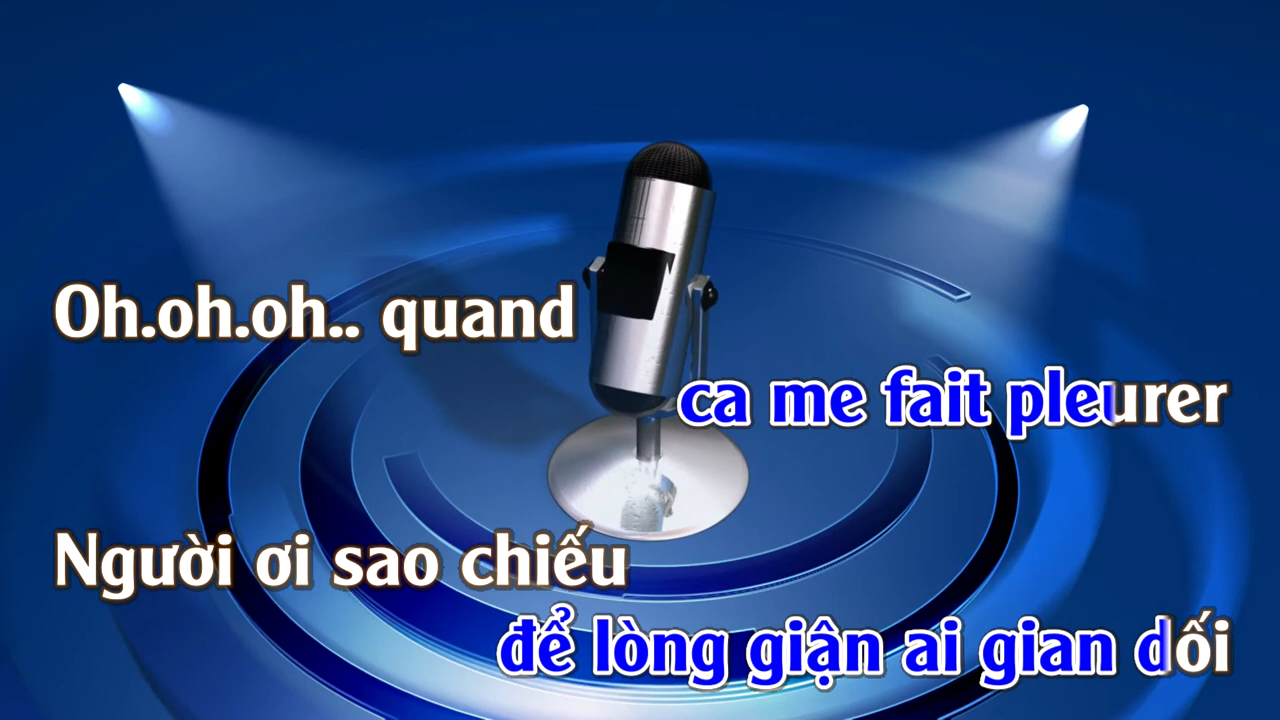 Oh.oh.oh.. quand
ca me fait pleurer
Người ơi sao chiếu
để lòng giận ai gian dối